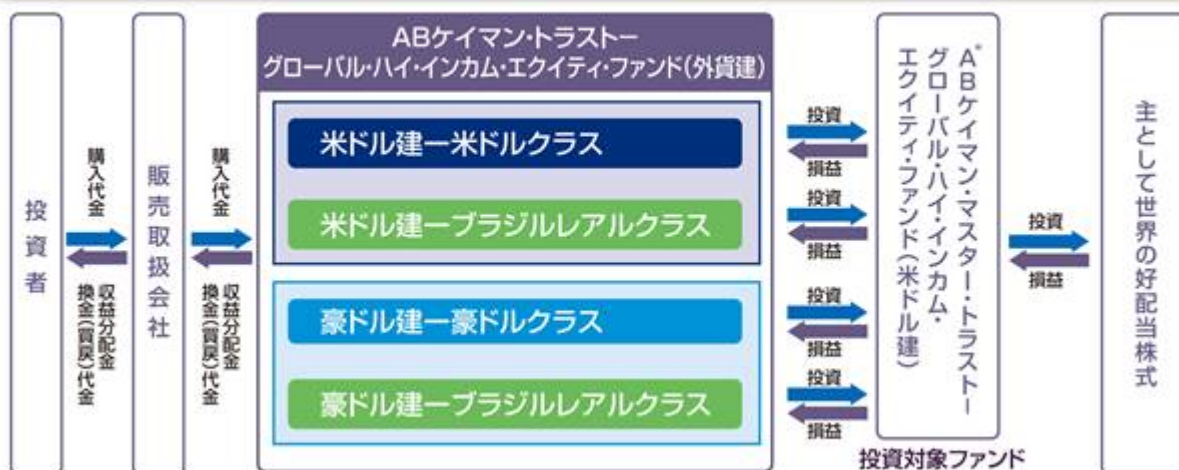 投資者
購入代金
収益分配金
換金(買戻)代金
販売取扱会社
購入代金
収益分配金
換金(買戻)代金
ABケイマン・トラストー
グローバル・ハイ・インカム・エクイティ・ファンド(外貨建)
米ドル建ー米ドルクラス
米ドル建ーブラジルレアルクラス
豪ドル建ー豪ドルクラス
豪ドル建ーブラジルレアルクラス
投資
損益
投資
損益
投資
損益
投資
損益
A*Bケイマン・マスター・トラストー
グローバル・ハイ・インカム・
エクイティ・ファンド(米ドル建)
投資対象ファンド
投資
損益
主として世界の好配当株式